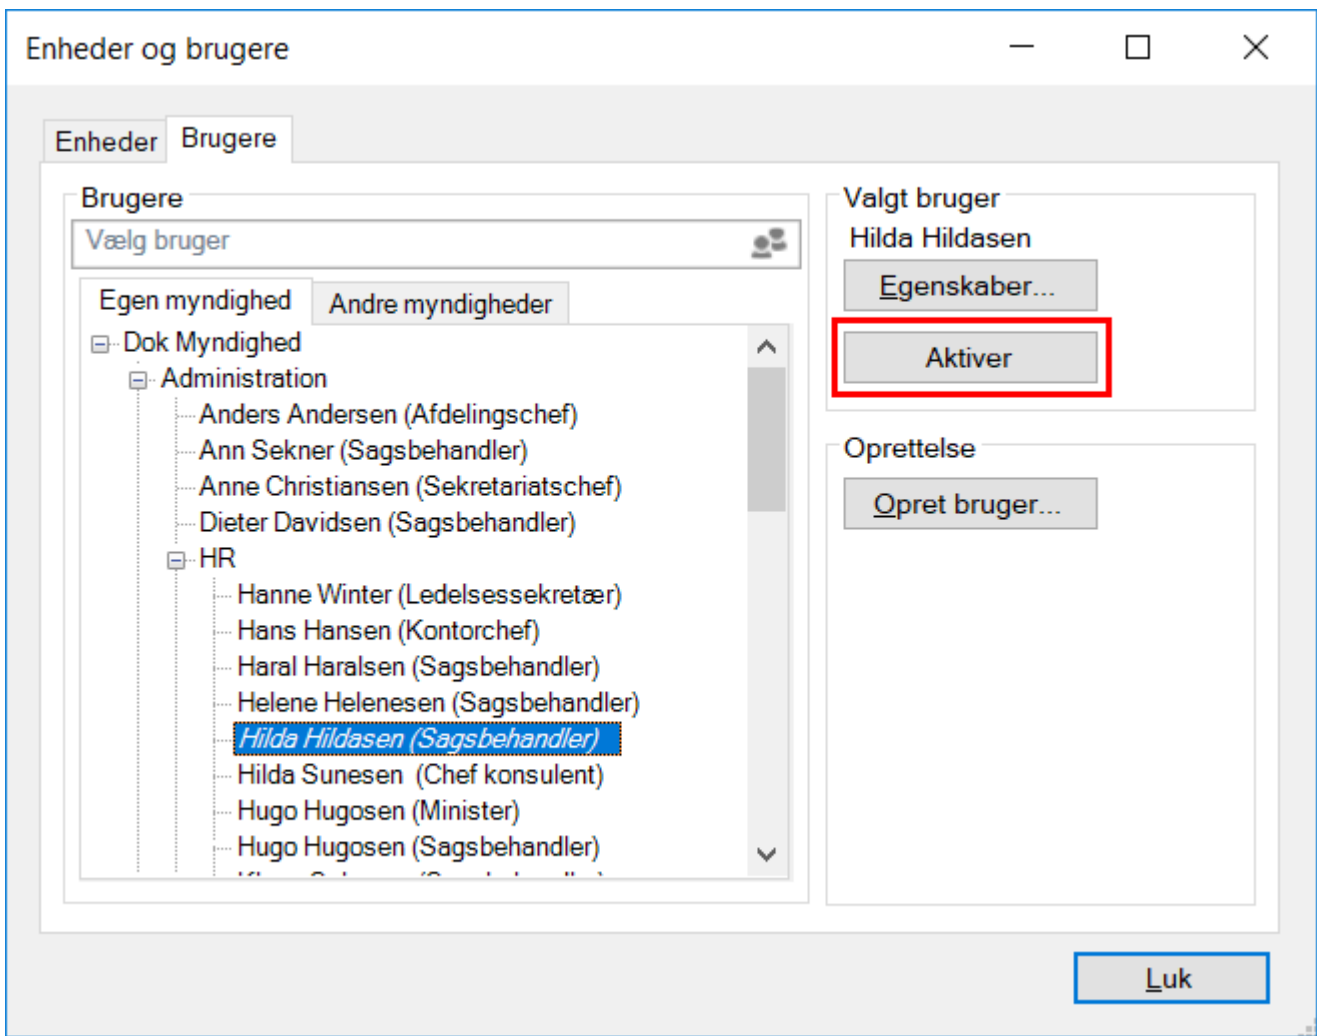 Enheder og brugere
Enheder
Brugere
Brugere
Vælg bruger
Egen myndighed
Andre myndigheder
Dok Myndighed
Administration
Anders Andersen (Afdelingschef)
Ann Sekner (Sagsbehandler)
Anne Christiansen (Sekretariatschef)
Dieter Davidsen (Sagsbehandler)
HR
Hanne Winter (Ledelsessekretær)
Hans Hansen (Kontorchef)
Haral Haralsen (Sagsbehandler)
Helene Helenesen (Sagsbehandler)
Hilda Hildasen (Sagsbehandler)
Hilda Sunesen (Chef konsulent)
Hugo Hugosen (Minister)
Hugo Hugosen (Sagsbehandler)
Valgt bruger
Hilda Hildasen
Egenskaber...
Aktiver
Oprettelse
Opret bruger...
Luk